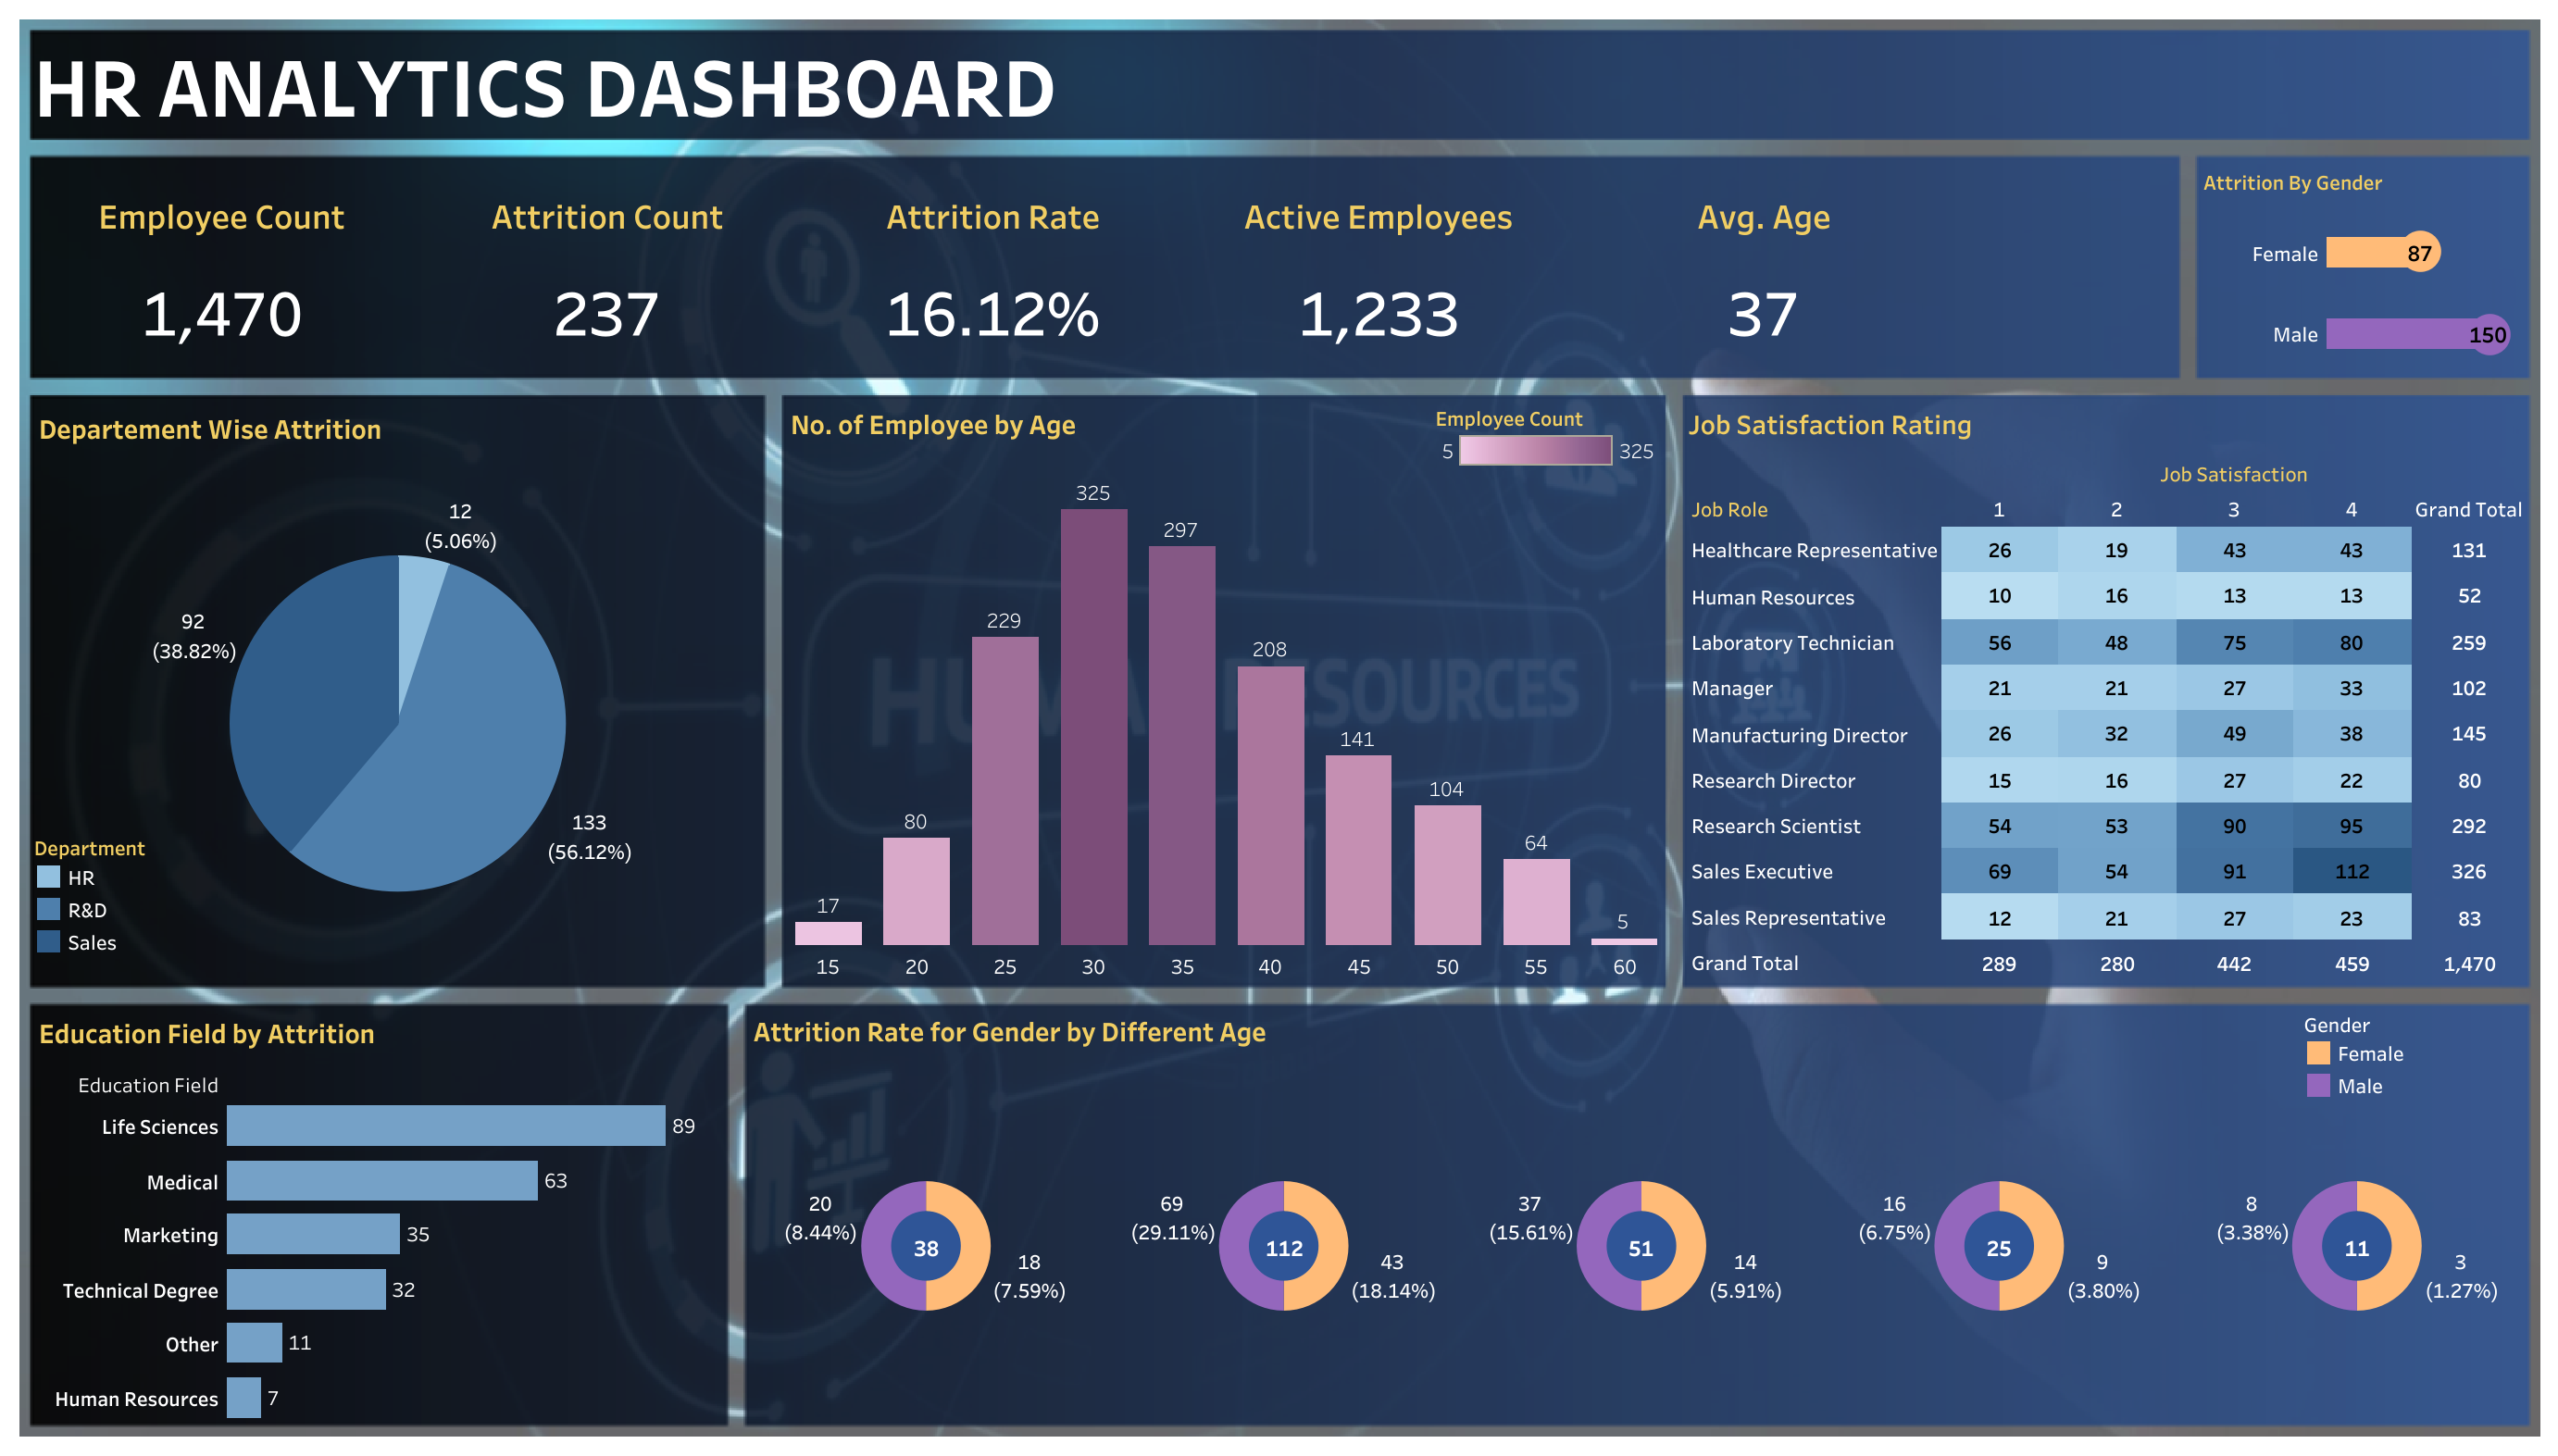 HR ANALYTICS DASHBOARD
Employee Count
Attrition Count
Attrition Rate
Active Employees
Avg. Age
1,470
237
16.12%
1,233
37
Attrition By Gender
Female 87
Male 150
Departement Wise Attrition
12
(5.06%)
92
(38.82%)
133
(56.12%)
Department
HR
R&D
Sales
No. of Employee by Age
Employee Count
5 325
17 80 229 325 297 208 141 104 64 5
15 20 25 30 35 40 45 50 55 60
HUMAN RESOURCES
Job Satisfaction Rating
Job Satisfaction
Job Role 1 2 3 4 Grand Total
Healthcare Representative 26 19 43 43 131
Human Resources 10 16 13 13 52
Laboratory Technician 56 48 75 80 259
Manager 21 21 27 33 102
Manufacturing Director 26 32 49 38 145
Research Director 15 16 27 22 80
Research Scientist 54 53 90 95 292
Sales Executive 69 54 91 112 326
Sales Representative 12 21 27 23 83
Grand Total 289 280 442 459 1,470
Education Field by Attrition
Education Field
Life Sciences 89
Medical 63
Marketing 35
Technical Degree 32
Other 11
Human Resources 7
Attrition Rate for Gender by Different Age
Gender
Female
Male
20
(8.44%)
38
18
(7.59%)
69
(29.11%)
112
43
(18.14%)
37
(15.61%)
51
14
(5.91%)
16
(6.75%)
25
9
(3.80%)
8
(3.38%)
11
3
(1.27%)